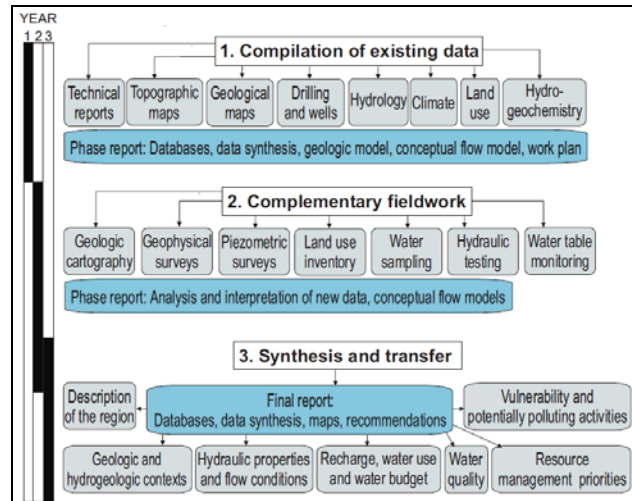 YEAR
1 2 3
1. Compilation of existing data
Technical reports
Topographic maps
Geological maps
Drilling and wells
Hydrology
Climate
Land use
Hydro-geochemistry
Phase report: Databases, data synthesis, geologic model, conceptual flow model, work plan
2. Complementary fieldwork
Geologic cartography
Geophysical surveys
Piezometric surveys
Land use inventory
Water sampling
Hydraulic testing
Water table monitoring
Phase report: Analysis and interpretation of new data, conceptual flow models
3. Synthesis and transfer
Description of the region
Final report:
Databases, data synthesis, maps, recommendations
Vulnerability and potentially polluting activities
Geologic and hydrogeologic contexts
Hydraulic properties and flow conditions
Recharge, water use and water budget
Water quality
Resource management priorities